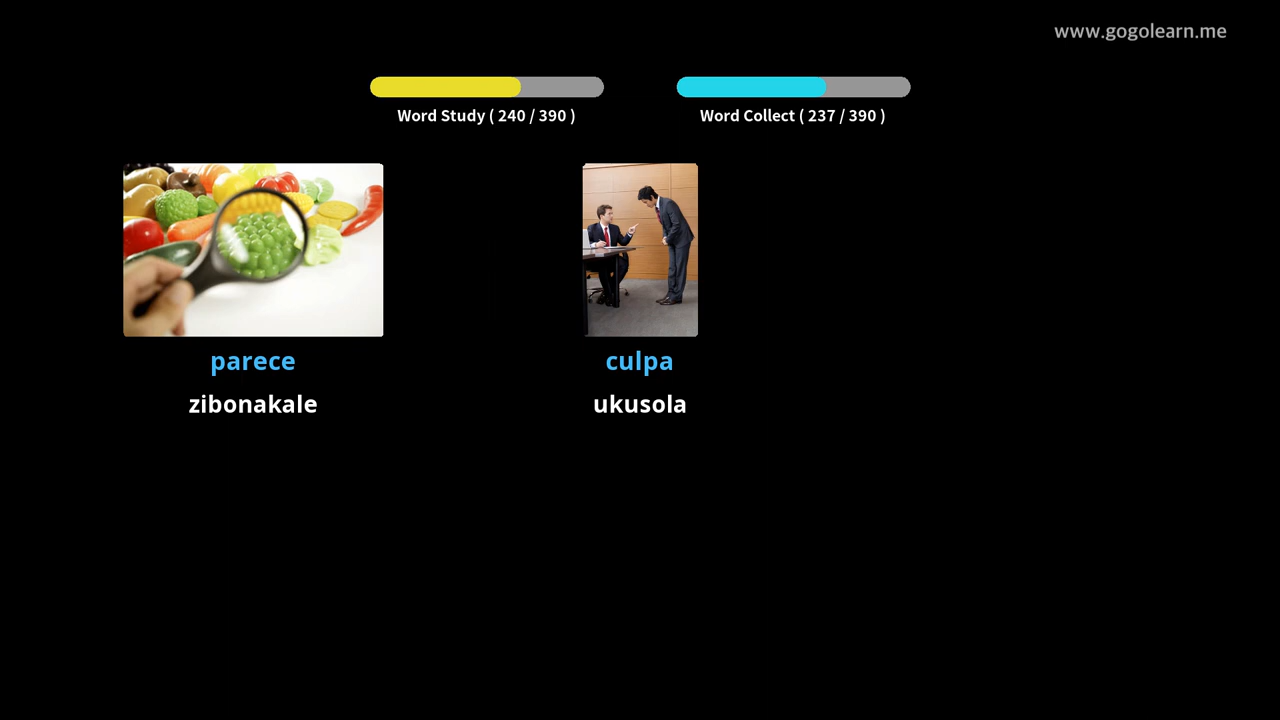 www.gogolearn.me
Word Study ( 240 / 390 )
Word Collect ( 237 / 390 )
parece
culpa
zibonakale
ukusola